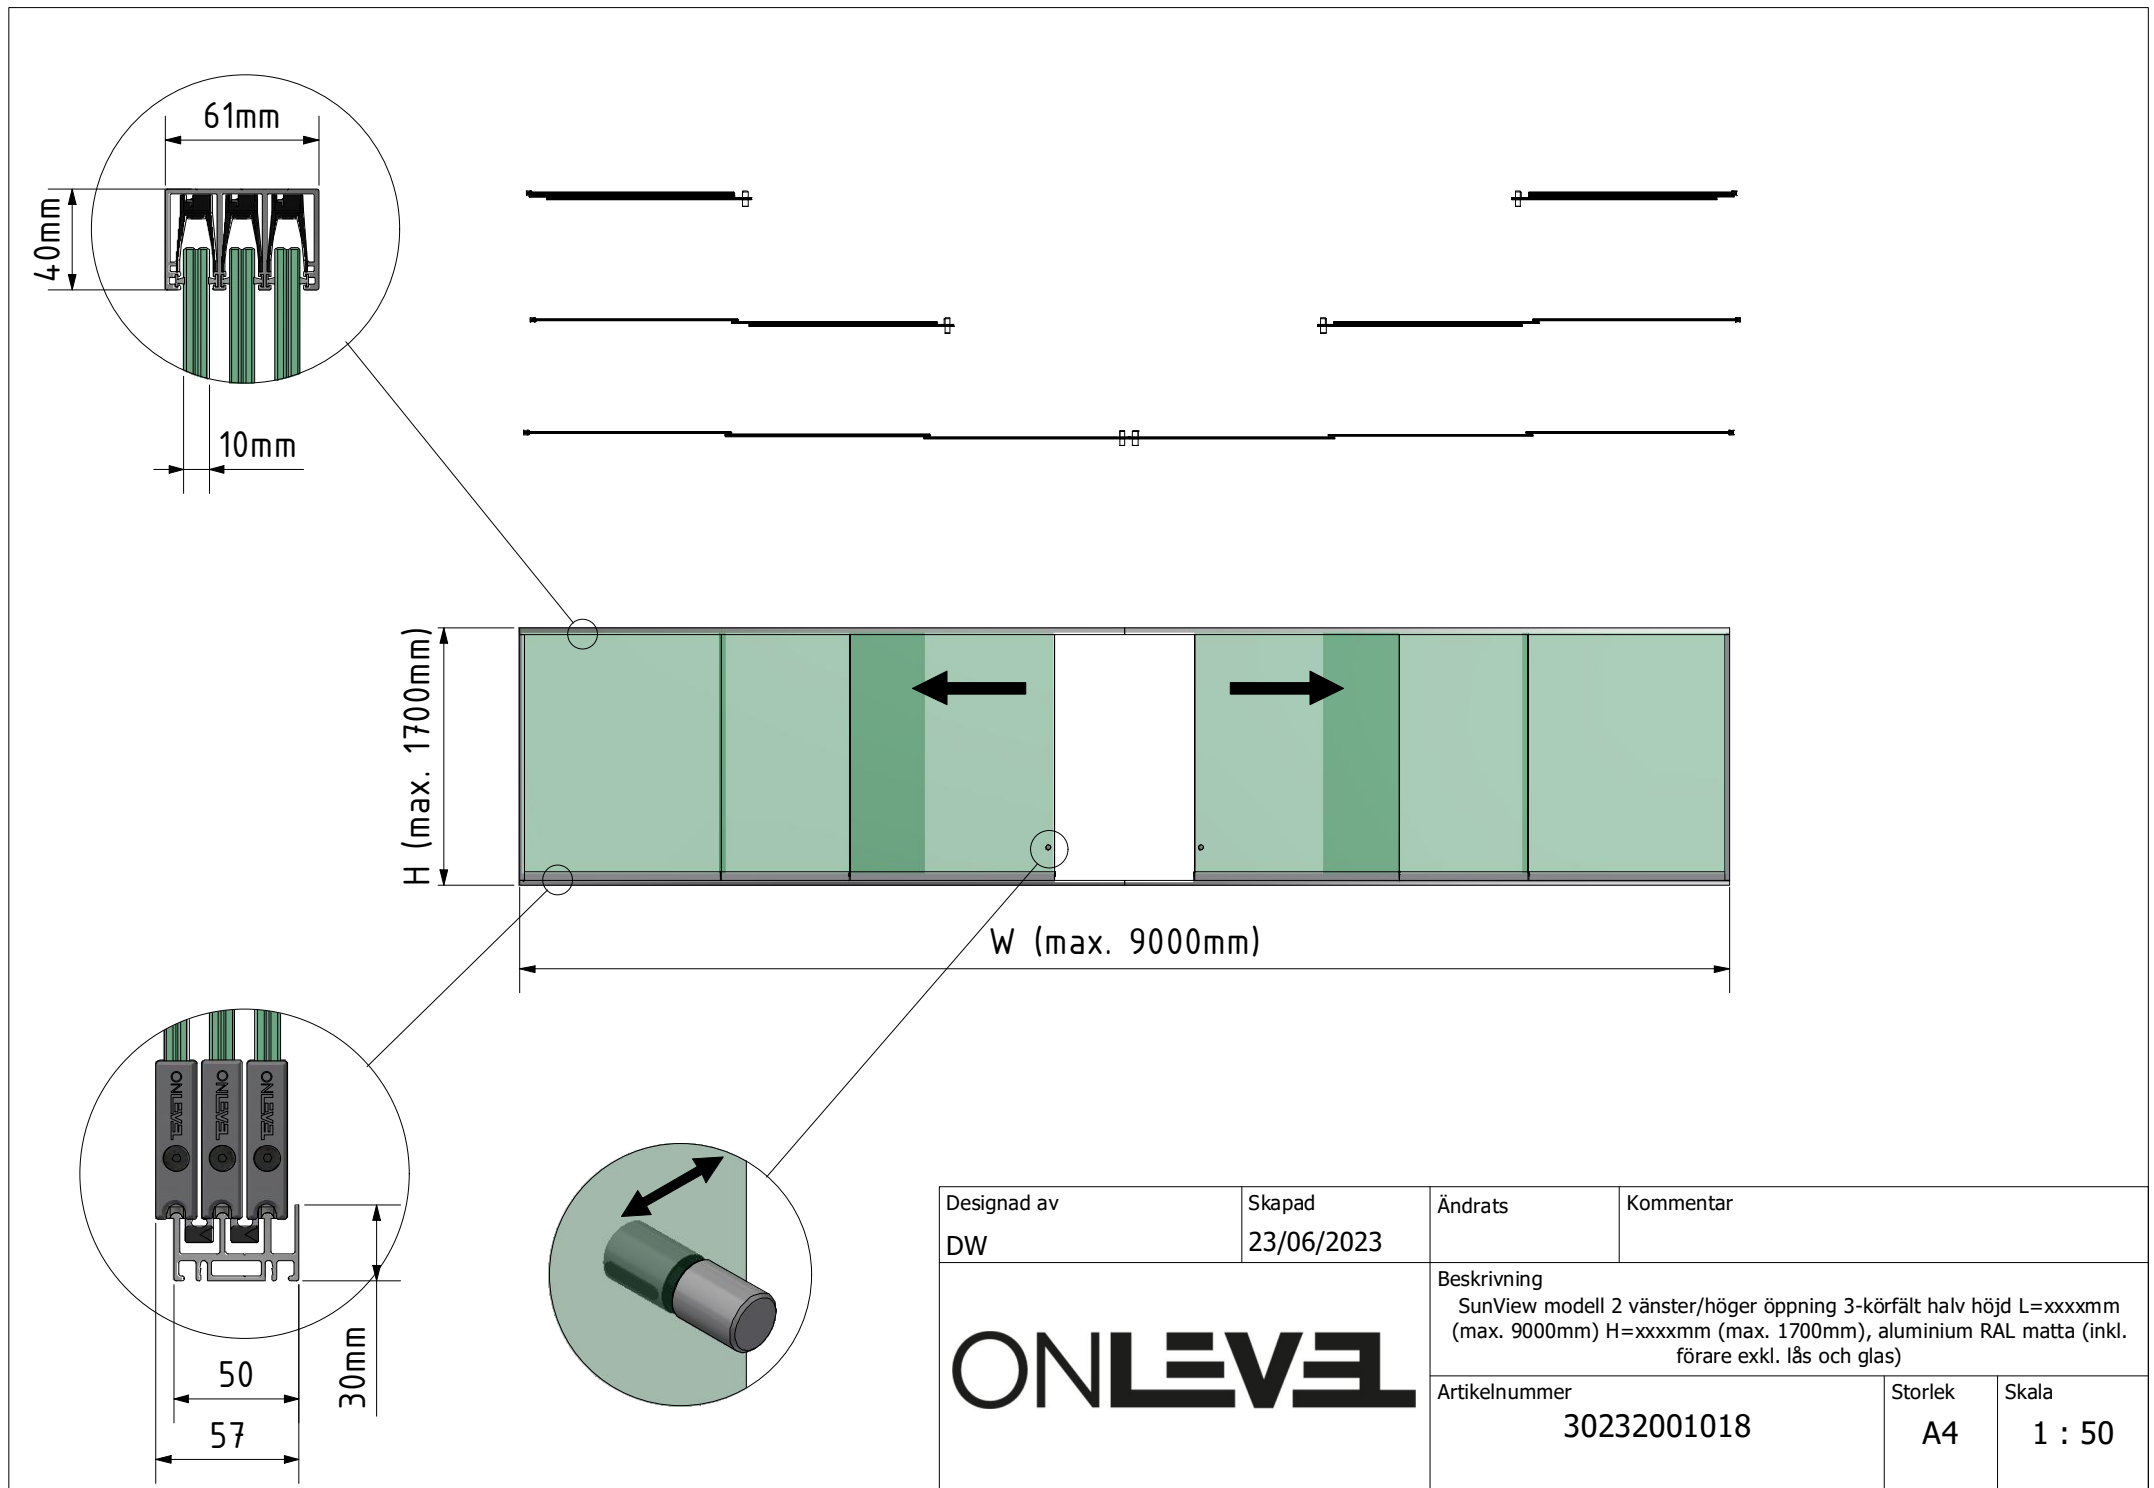 61mm
40mm
10mm
H (max. 1700mm)
W (max. 9000mm)
ONLEVEL
ONLEVEL
ONLEVEL
30mm
50
57
Designad av
DW
Skapad
23/06/2023
Ändrats
Kommentar
ONLEVEL
Beskrivning
SunView modell 2 vänster/höger öppning 3-körfält halv höjd L=xxxxmm
(max. 9000mm) H=xxxxmm (max. 1700mm), aluminium RAL matta (inkl.
förare exkl. lås och glas)
Artikelnummer
30232001018
Storlek
A4
Skala
1 : 50